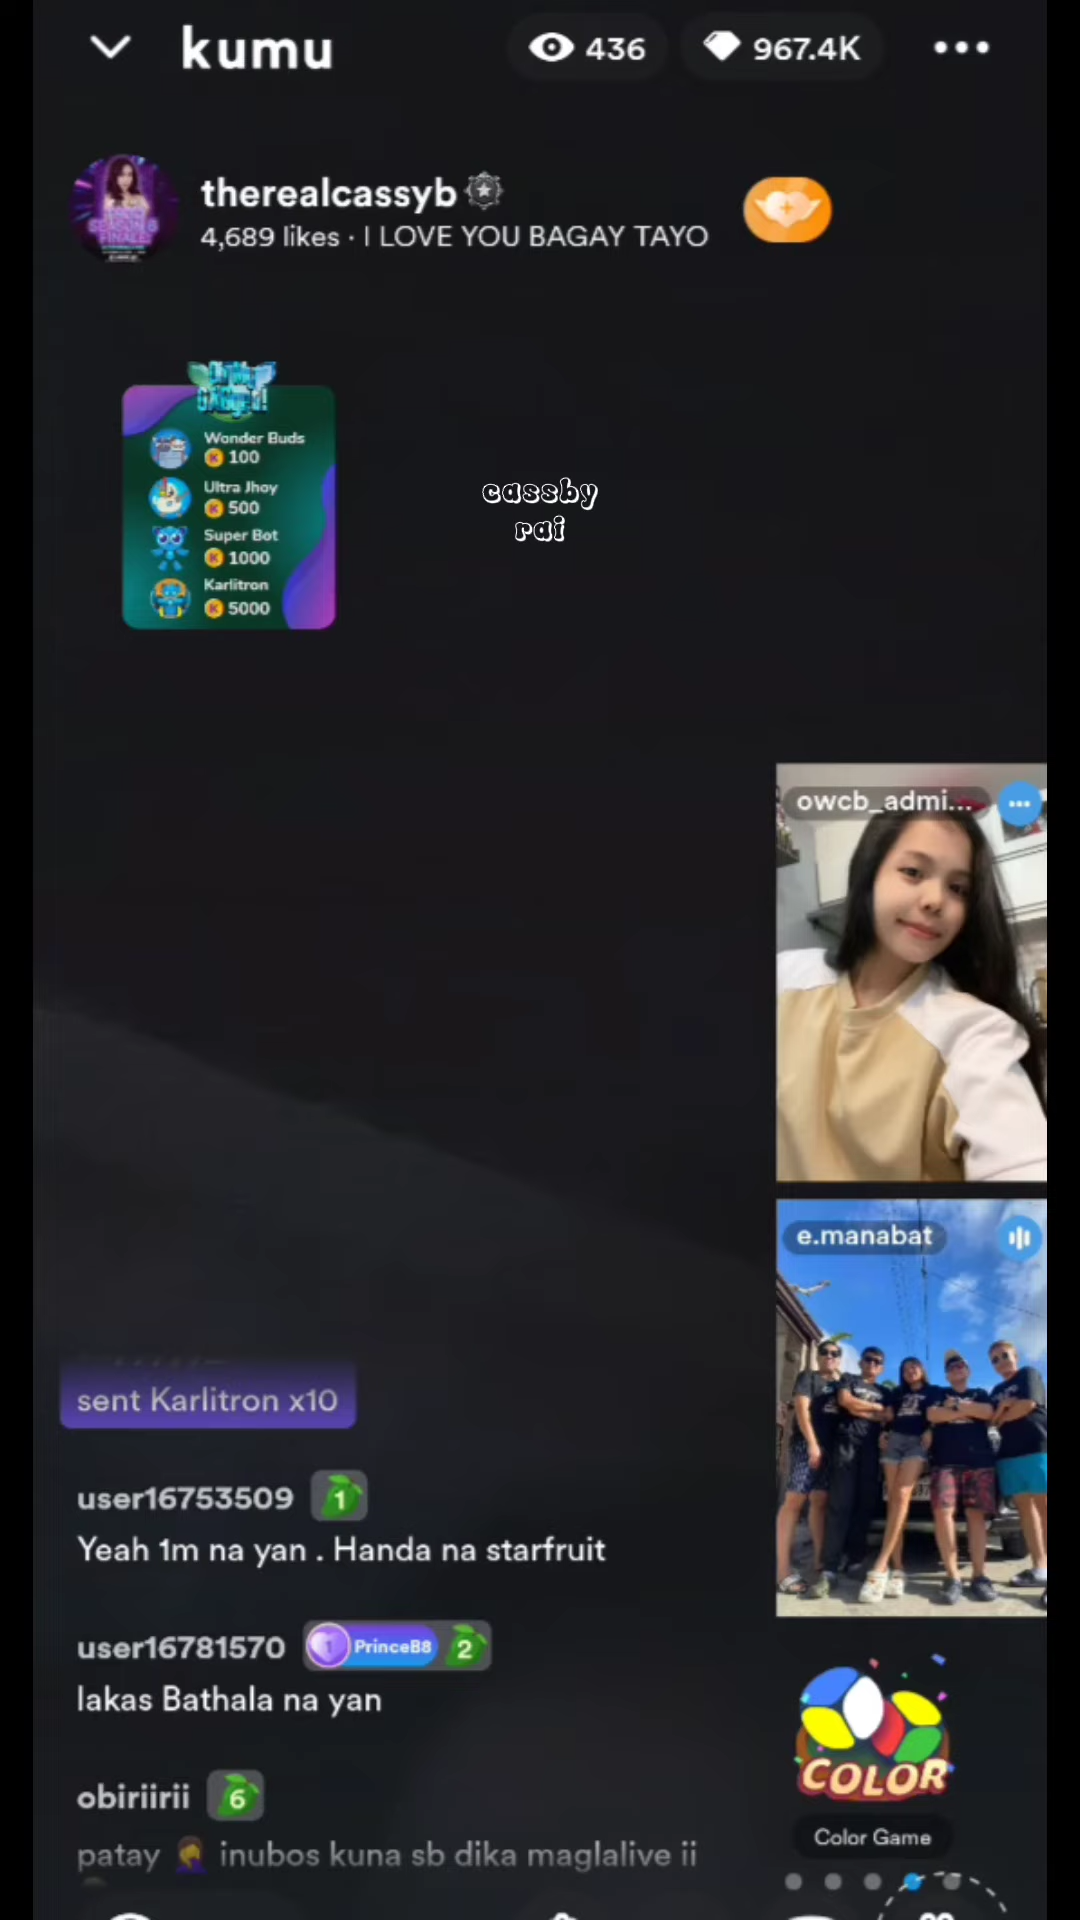 kumu
436
967.4K
therealcassyb
4,689 likes · I LOVE YOU BAGAY TAYO
Wonder Buds
100
Ultra Jhoy
500
Super Bot
1000
Karlitron
5000
cassby
rai
owcb_admi...
e.manabat
sent Karlitron x10
user16753509 1
Yeah 1m na yan . Handa na starfruit
user16781570 1 PrinceB8 2
lakas Bathala na yan
obiriirii 6
patay 🤦‍♀️ inubos kuna sb dika maglalive ii
COLOR
Color Game